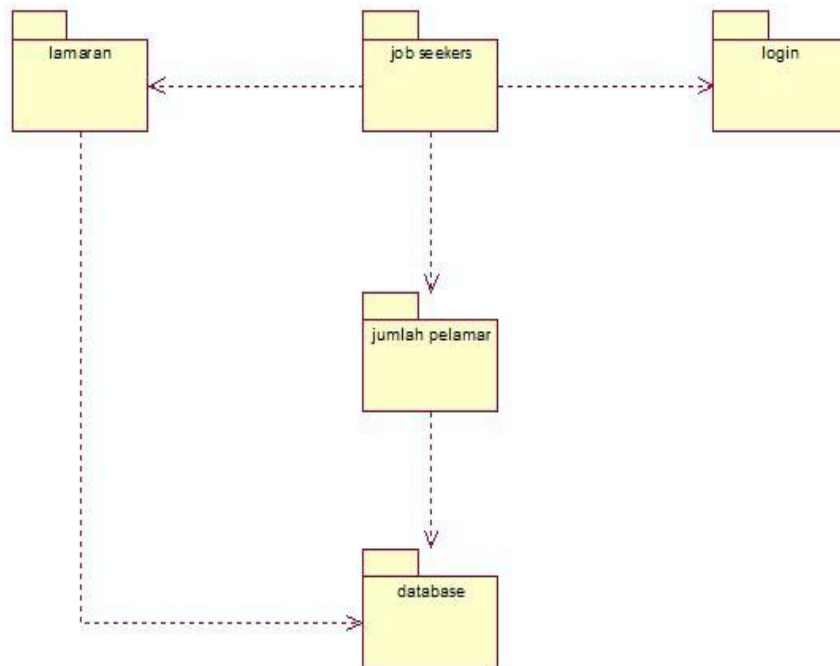 lamaran
job seekers
login
jumlah pelamar
database